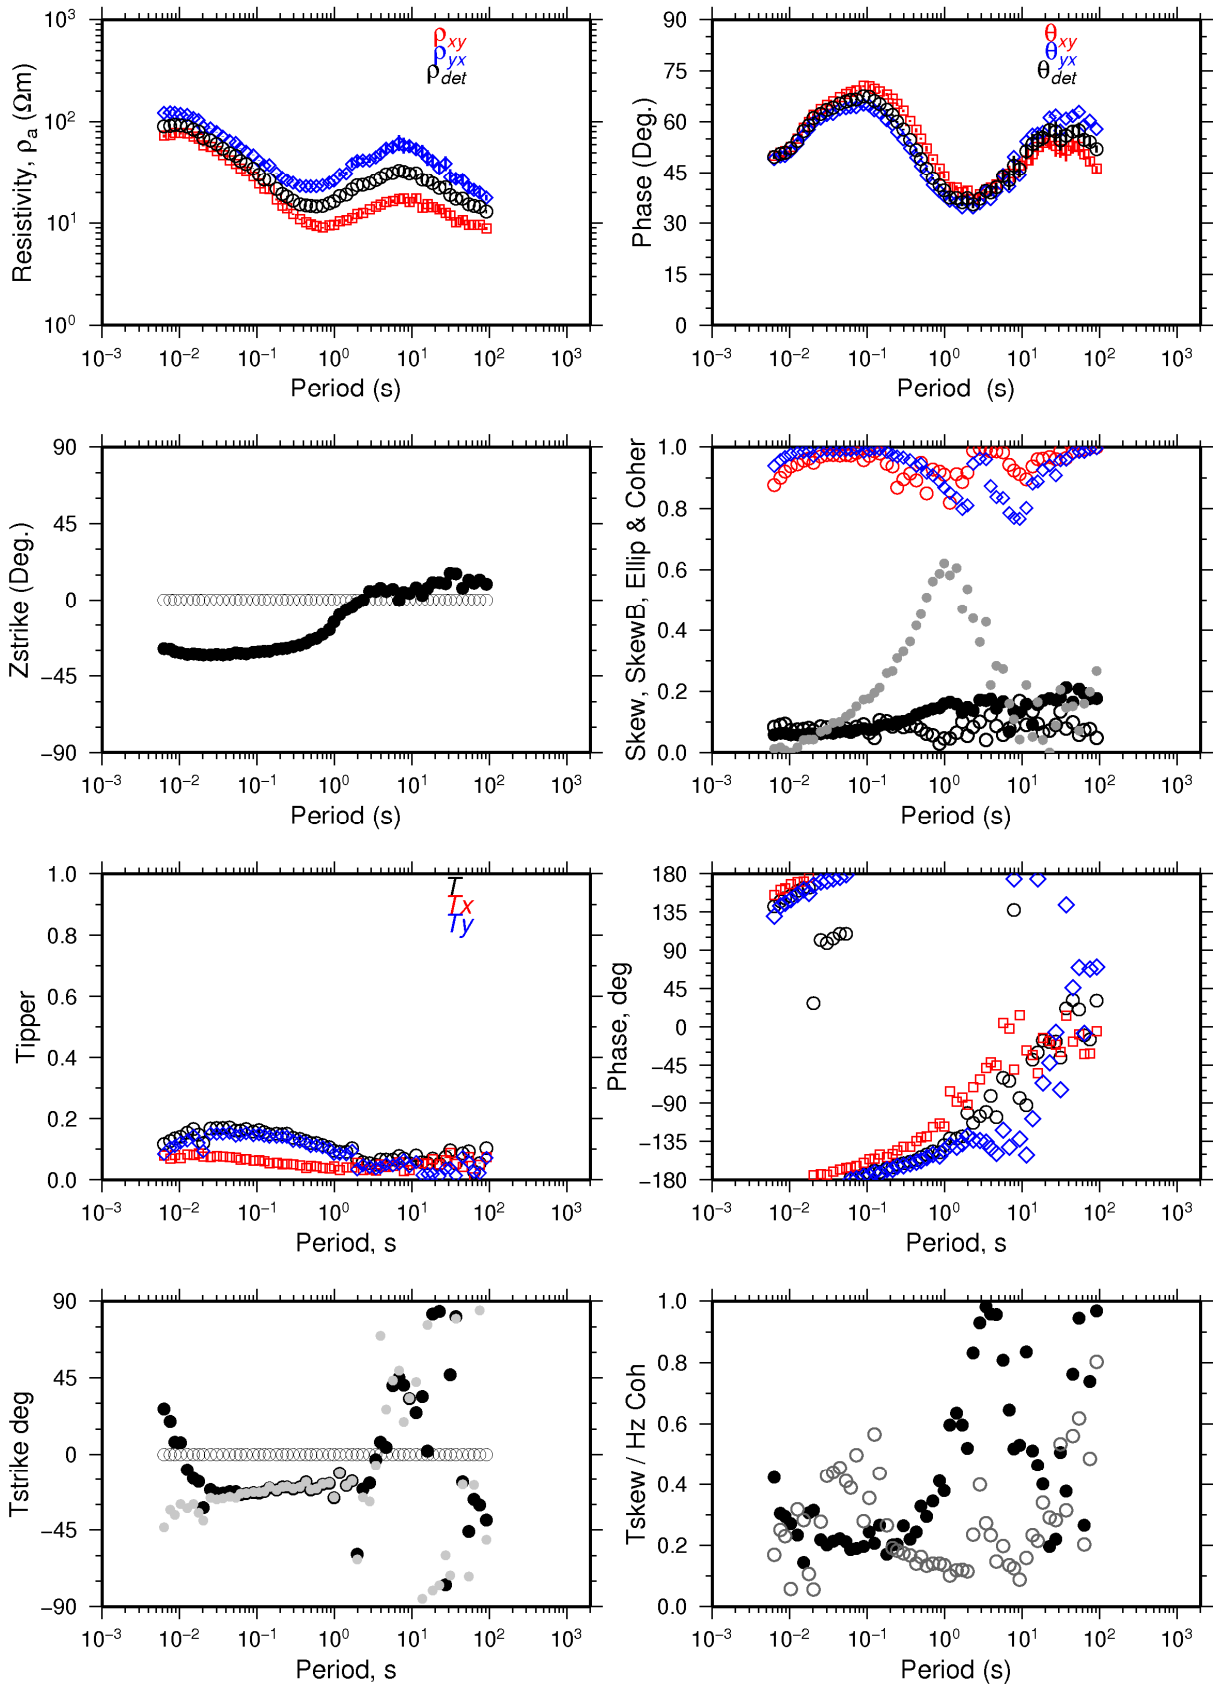 Resistivity, ρa (Ωm)
10³
10²
10¹
10⁰
ρxy
ρyx
ρdet
10⁻³ 10⁻² 10⁻¹ 10⁰ 10¹ 10² 10³
Period (s)
Phase (Deg.)
90
75
60
45
30
15
0
θxy
θyx
θdet
10⁻³ 10⁻² 10⁻¹ 10⁰ 10¹ 10² 10³
Period (s)
Zstrike (Deg.)
90
45
0
−45
−90
10⁻³ 10⁻² 10⁻¹ 10⁰ 10¹ 10² 10³
Period (s)
Skew, SkewB, Ellip & Coher
1.0
0.8
0.6
0.4
0.2
0.0
10⁻³ 10⁻² 10⁻¹ 10⁰ 10¹ 10² 10³
Period (s)
Tipper
1.0
0.8
0.6
0.4
0.2
0.0
T
Tx
Ty
10⁻³ 10⁻² 10⁻¹ 10⁰ 10¹ 10² 10³
Period, s
Phase, deg
180
135
90
45
0
−45
−90
−135
−180
10⁻³ 10⁻² 10⁻¹ 10⁰ 10¹ 10² 10³
Period, s
Tstrike deg
90
45
0
−45
−90
10⁻³ 10⁻² 10⁻¹ 10⁰ 10¹ 10² 10³
Period, s
Tskew / Hz Coh
1.0
0.8
0.6
0.4
0.2
0.0
10⁻³ 10⁻² 10⁻¹ 10⁰ 10¹ 10² 10³
Period (s)